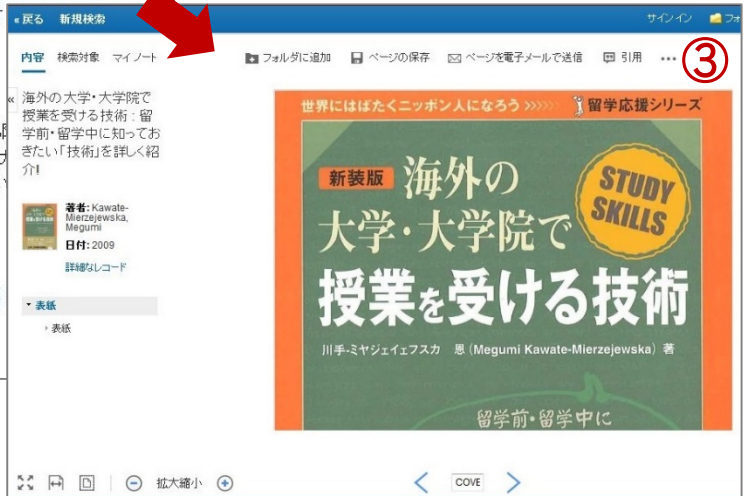 «戻る 新規検索 サインイン フォ
内容 検索対象 マイノート フォルダに追加 ページの保存 ページを電子メールで送信 引用 ... ③
«
海外の大学・大学院で
授業を受ける技術 : 留
学前・留学中に知ってお
きたい「技術」を詳しく紹
介!
著者: Kawate-
Mierzejewska,
Megumi
日付: 2009
詳細なレコード
表紙
表紙
世界にはばたくニッポン人になろう >>>>> 留学応援シリーズ
新装版 海外の
大学・大学院で
授業を受ける技術
STUDY
SKILLS
川手-ミヤジェイェフスカ 恩 (Megumi Kawate-Mierzejewska) 著
留学前・留学中に
拡大縮小
< COVE >